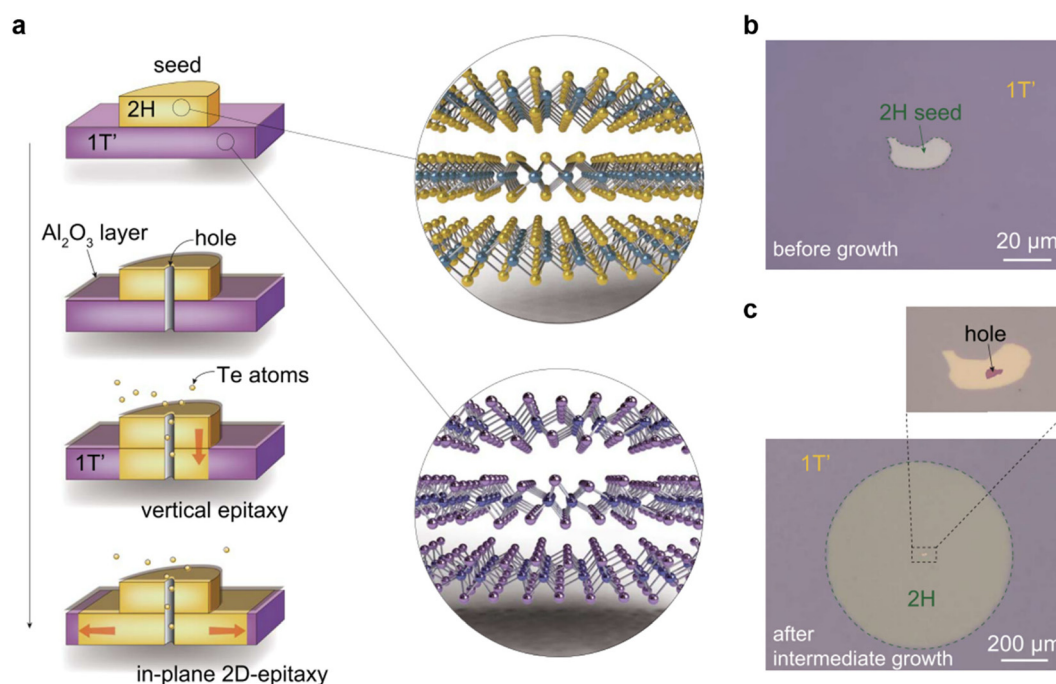 a
seed
2H
1T’
Al₂O₃ layer
hole
Te atoms
1T’
vertical epitaxy
in-plane 2D-epitaxy
b
1T’
2H seed
before growth
20 μm
c
hole
1T’
2H
after
intermediate growth
200 μm